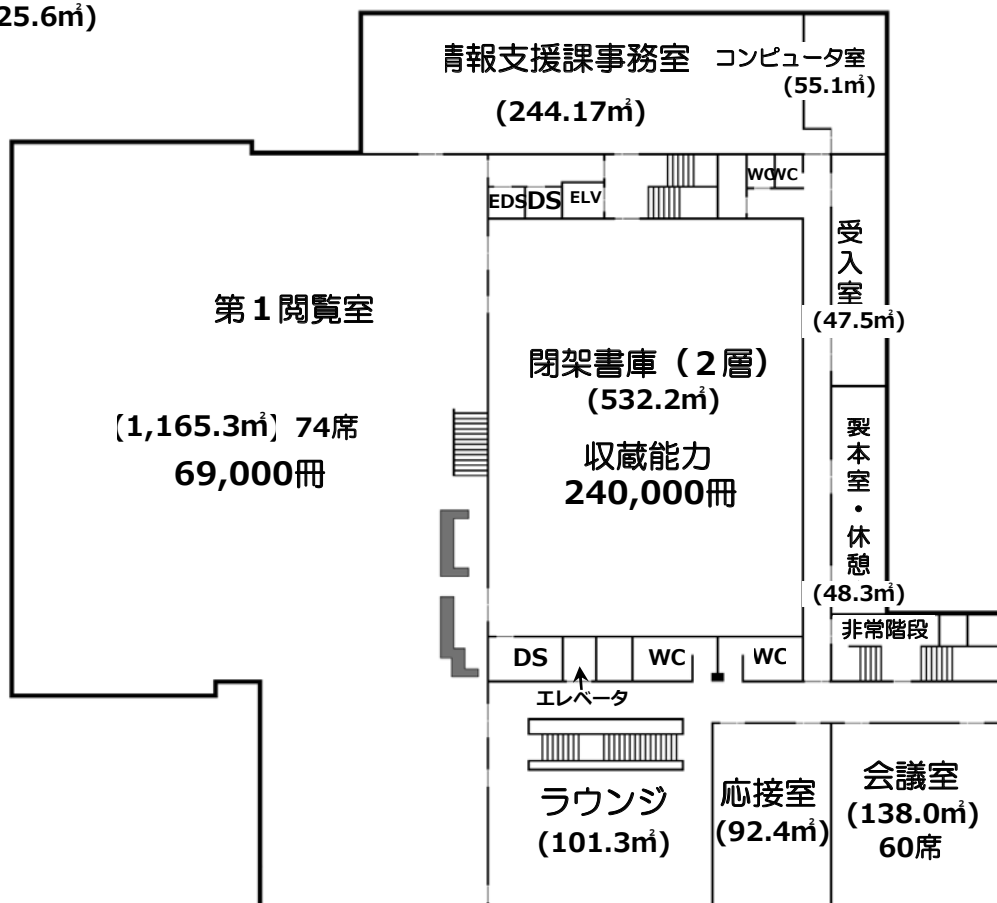 25.6㎡)
情報支援課事務室
(244.17㎡)
コンピュータ室
(55.1㎡)
EDS
DS
ELV
WC
WC
受入室
(47.5㎡)
第1閲覧室
【1,165.3㎡】74席
69,000冊
閉架書庫（2層）
(532.2㎡)
収蔵能力
240,000冊
製本室・休憩
(48.3㎡)
非常階段
DS
WC
WC
エレベータ
ラウンジ
(101.3㎡)
応接室
(92.4㎡)
会議室
(138.0㎡)
60席